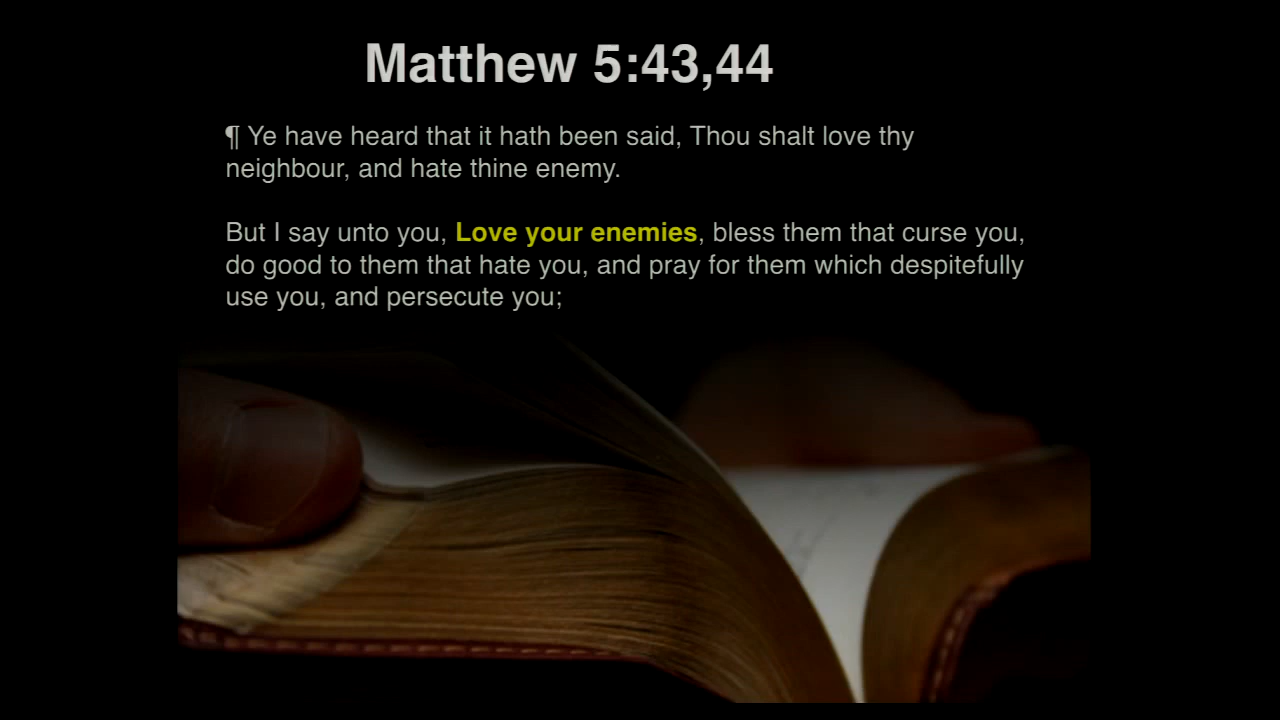 Matthew 5:43,44
¶ Ye have heard that it hath been said, Thou shalt love thy
neighbour, and hate thine enemy.
But I say unto you, Love your enemies, bless them that curse you,
do good to them that hate you, and pray for them which despitefully
use you, and persecute you;